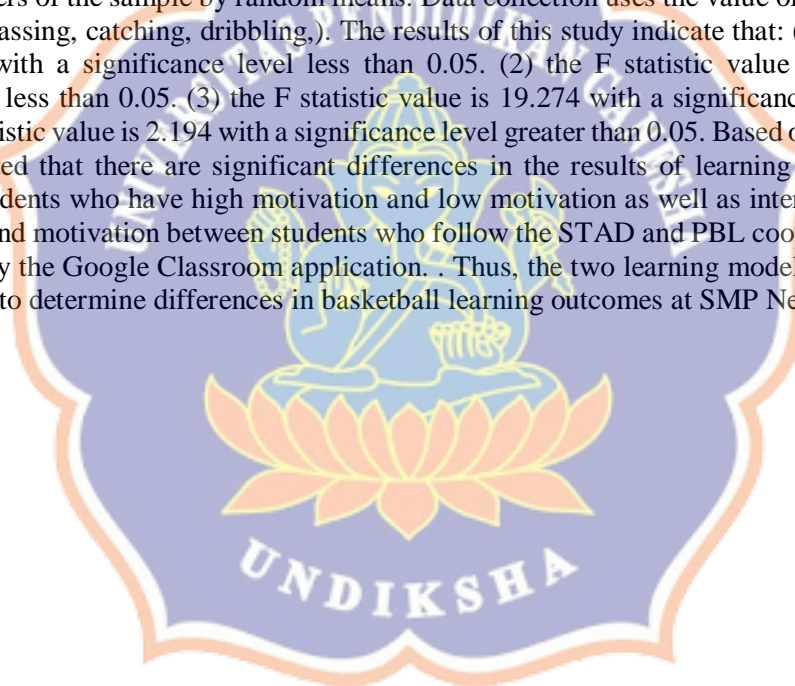 ers of the sample by random means. Data collection uses the value o
assing, catching, dribbling,). The results of this study indicate that: (
with a significance level less than 0.05. (2) the F statistic value
less than 0.05. (3) the F statistic value is 19.274 with a significanc
istic value is 2.194 with a significance level greater than 0.05. Based o
ed that there are significant differences in the results of learning
dents who have high motivation and low motivation as well as inter
nd motivation between students who follow the STAD and PBL coo
y the Google Classroom application. . Thus, the two learning model
to determine differences in basketball learning outcomes at SMP Ne
UNIVERSITAS PENDIDIKAN GANESHA
UNDIKSHA